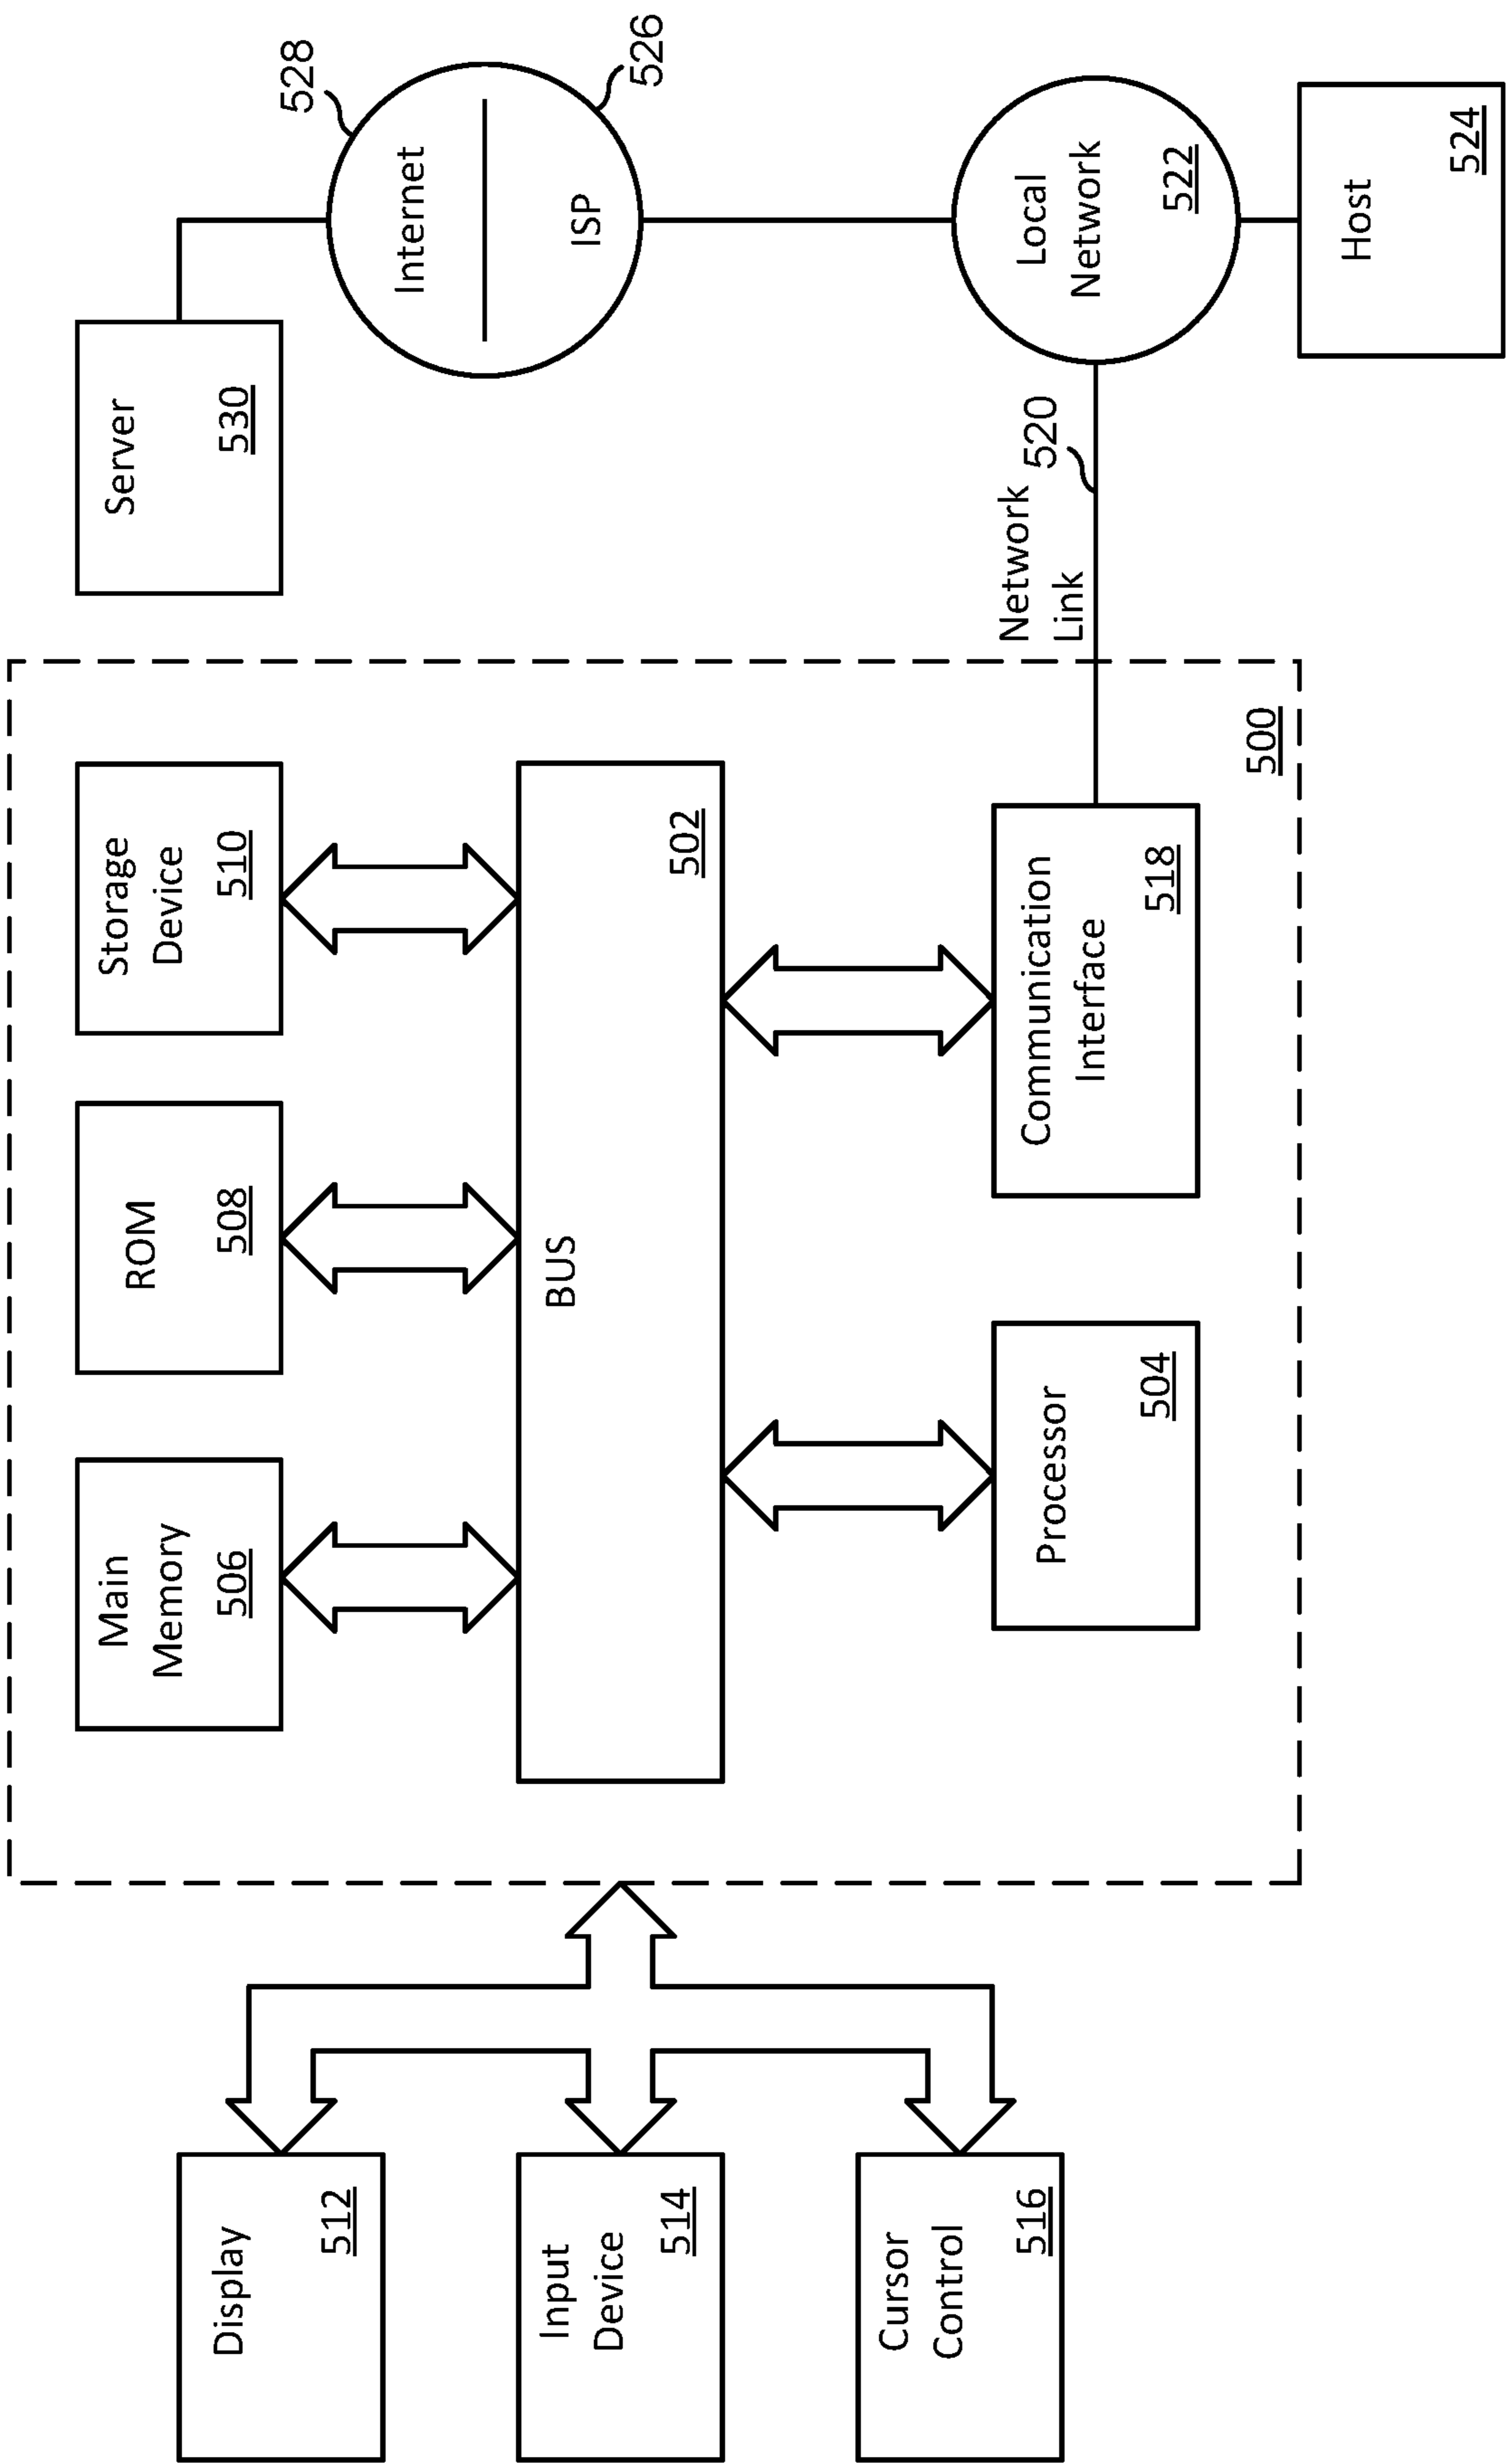 Display
512
Input
Device
514
Cursor
Control
516
Main
Memory
506
ROM
508
Storage
Device
510
BUS
502
Processor
504
Communication
Interface
518
500
Server
530
Network
Link
520
528
Internet
ISP
526
Local
Network
522
Host
524